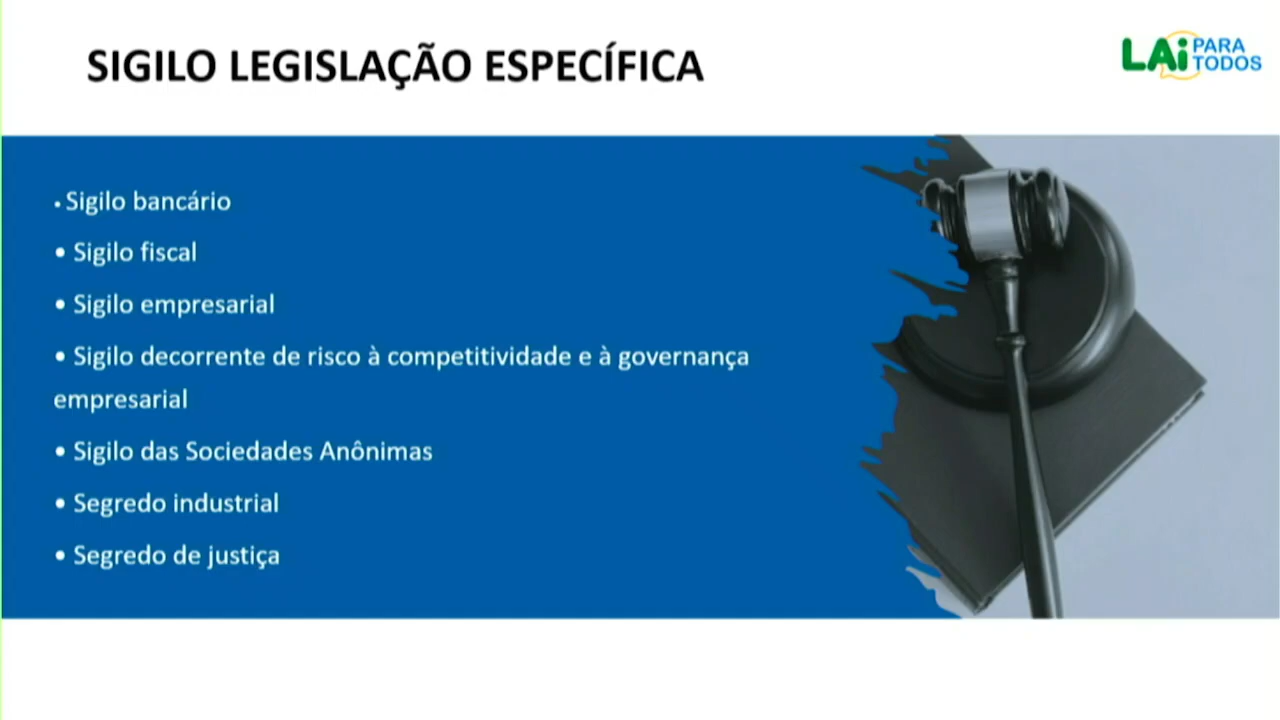 SIGILO LEGISLAÇÃO ESPECÍFICA
LAi PARA
TODOS
• Sigilo bancário
• Sigilo fiscal
• Sigilo empresarial
• Sigilo decorrente de risco à competitividade e à governança
empresarial
• Sigilo das Sociedades Anônimas
• Segredo industrial
• Segredo de justiça